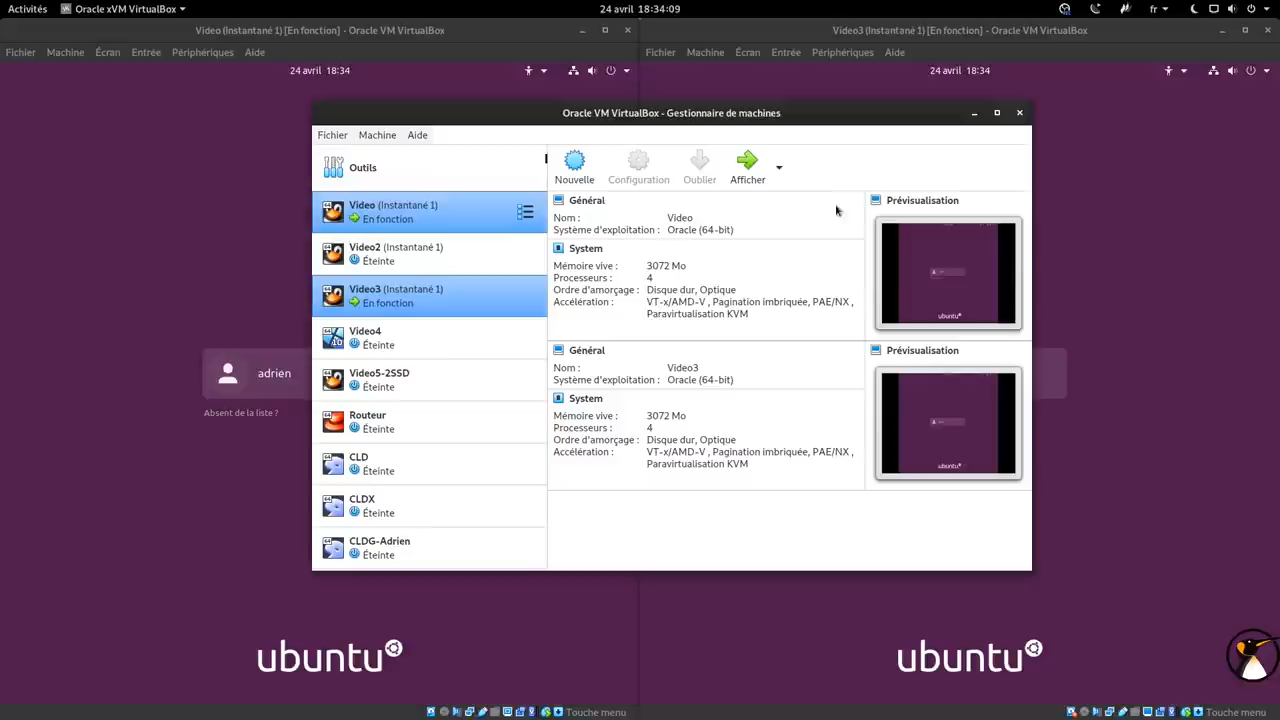 Activités Oracle xVM VirtualBox 24 avril 18:34:09 fr
Video (Instantané 1) [En fonction] - Oracle VM VirtualBox
Video3 (Instantané 1) [En fonction] - Oracle VM VirtualBox
Fichier Machine Écran Entrée Périphériques Aide
Fichier Machine Écran Entrée Périphériques Aide
24 avril 18:34
24 avril 18:34
Oracle VM VirtualBox - Gestionnaire de machines
Fichier Machine Aide
Outils
Nouvelle Configuration Oublier Afficher
Video (Instantané 1)
En fonction
Video2 (Instantané 1)
Éteinte
Video3 (Instantané 1)
En fonction
Video4
Éteinte
Video5-2SSD
Éteinte
Routeur
Éteinte
CLD
Éteinte
CLDX
Éteinte
CLDG-Adrien
Éteinte
Général
Nom : Video
Système d'exploitation : Oracle (64-bit)
System
Mémoire vive : 3072 Mo
Processeurs : 4
Ordre d'amorçage : Disque dur, Optique
Accélération : VT-x/AMD-V , Pagination imbriquée, PAE/NX ,
Paravirtualisation KVM
Prévisualisation
ubuntu
Général
Nom : Video3
Système d'exploitation : Oracle (64-bit)
System
Mémoire vive : 3072 Mo
Processeurs : 4
Ordre d'amorçage : Disque dur, Optique
Accélération : VT-x/AMD-V , Pagination imbriquée, PAE/NX ,
Paravirtualisation KVM
Prévisualisation
ubuntu
adrien
Absent de la liste ?
ubuntu
ubuntu
Touche menu
Touche menu